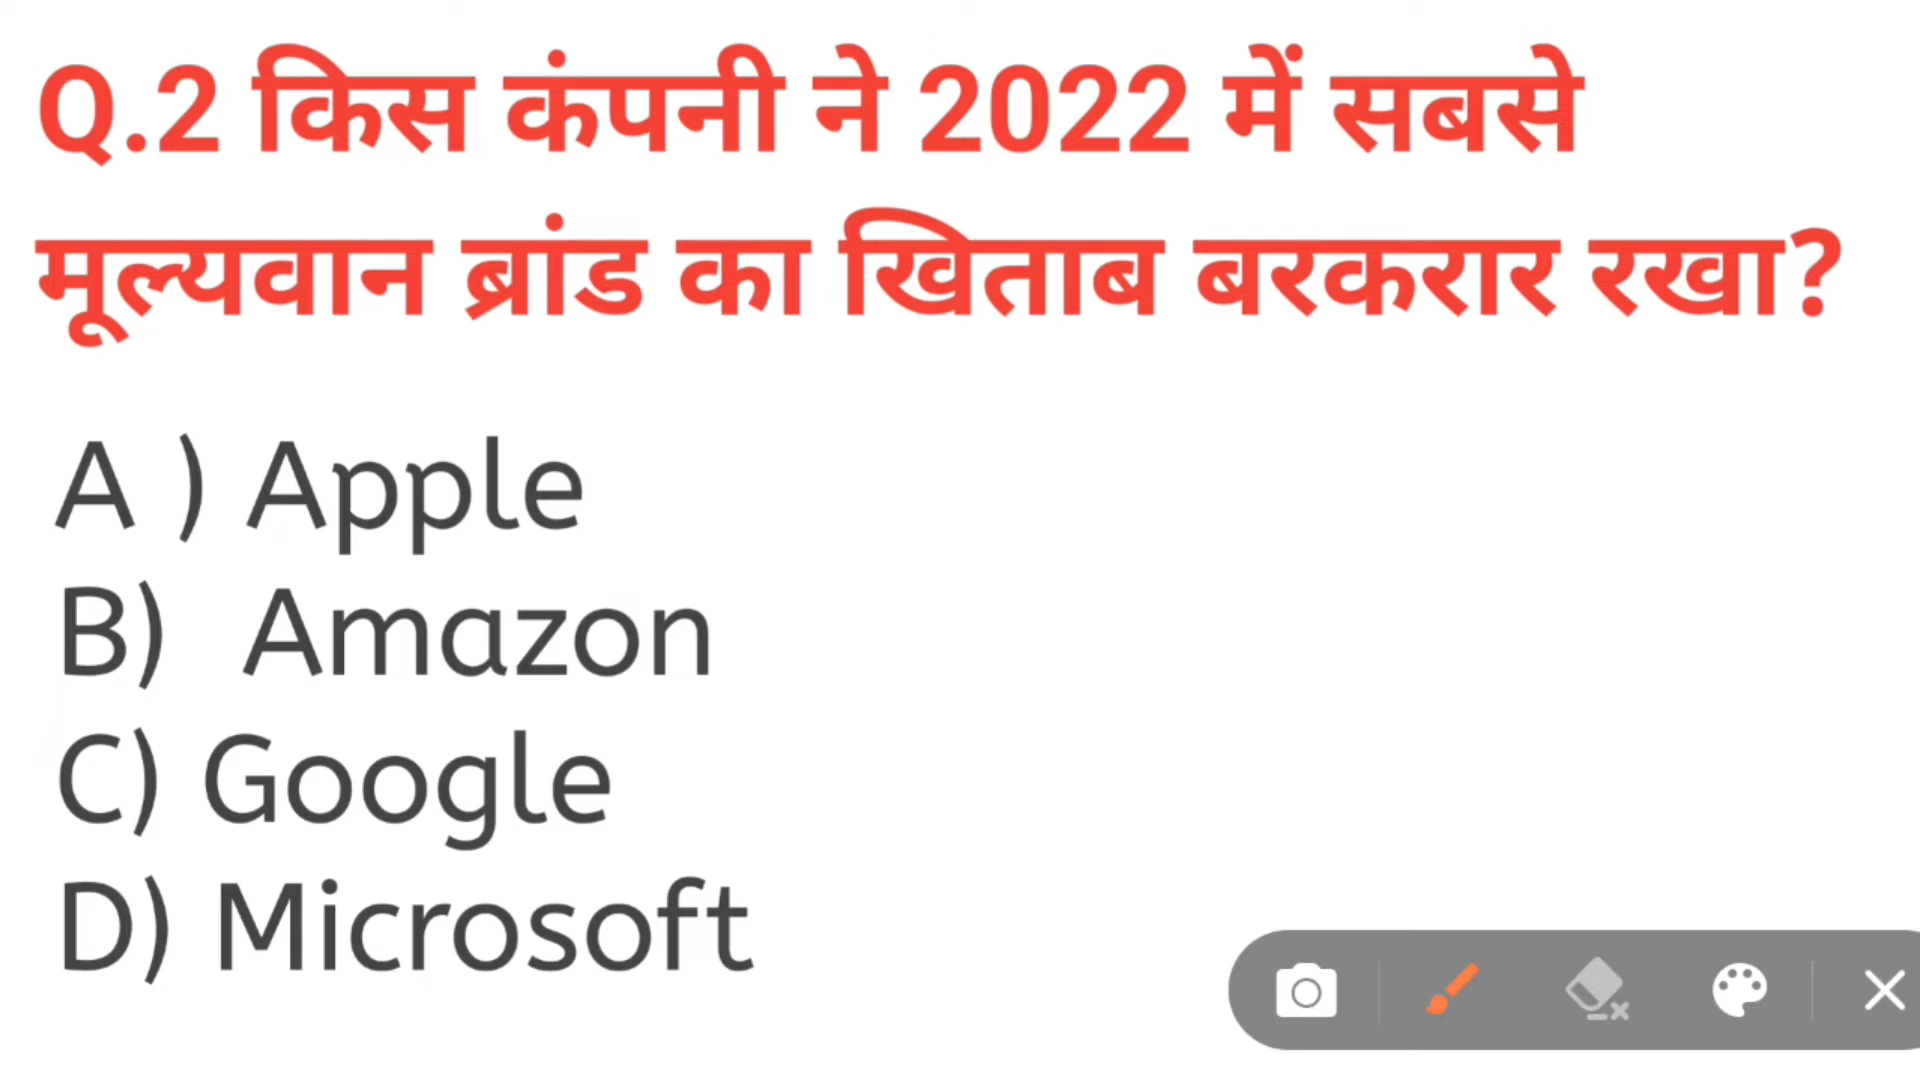 Q.2 किस कंपनी ने 2022 में सबसे
मूल्यवान ब्रांड का खिताब बरकरार रखा?
A ) Apple
B) Amazon
C) Google
D) Microsoft